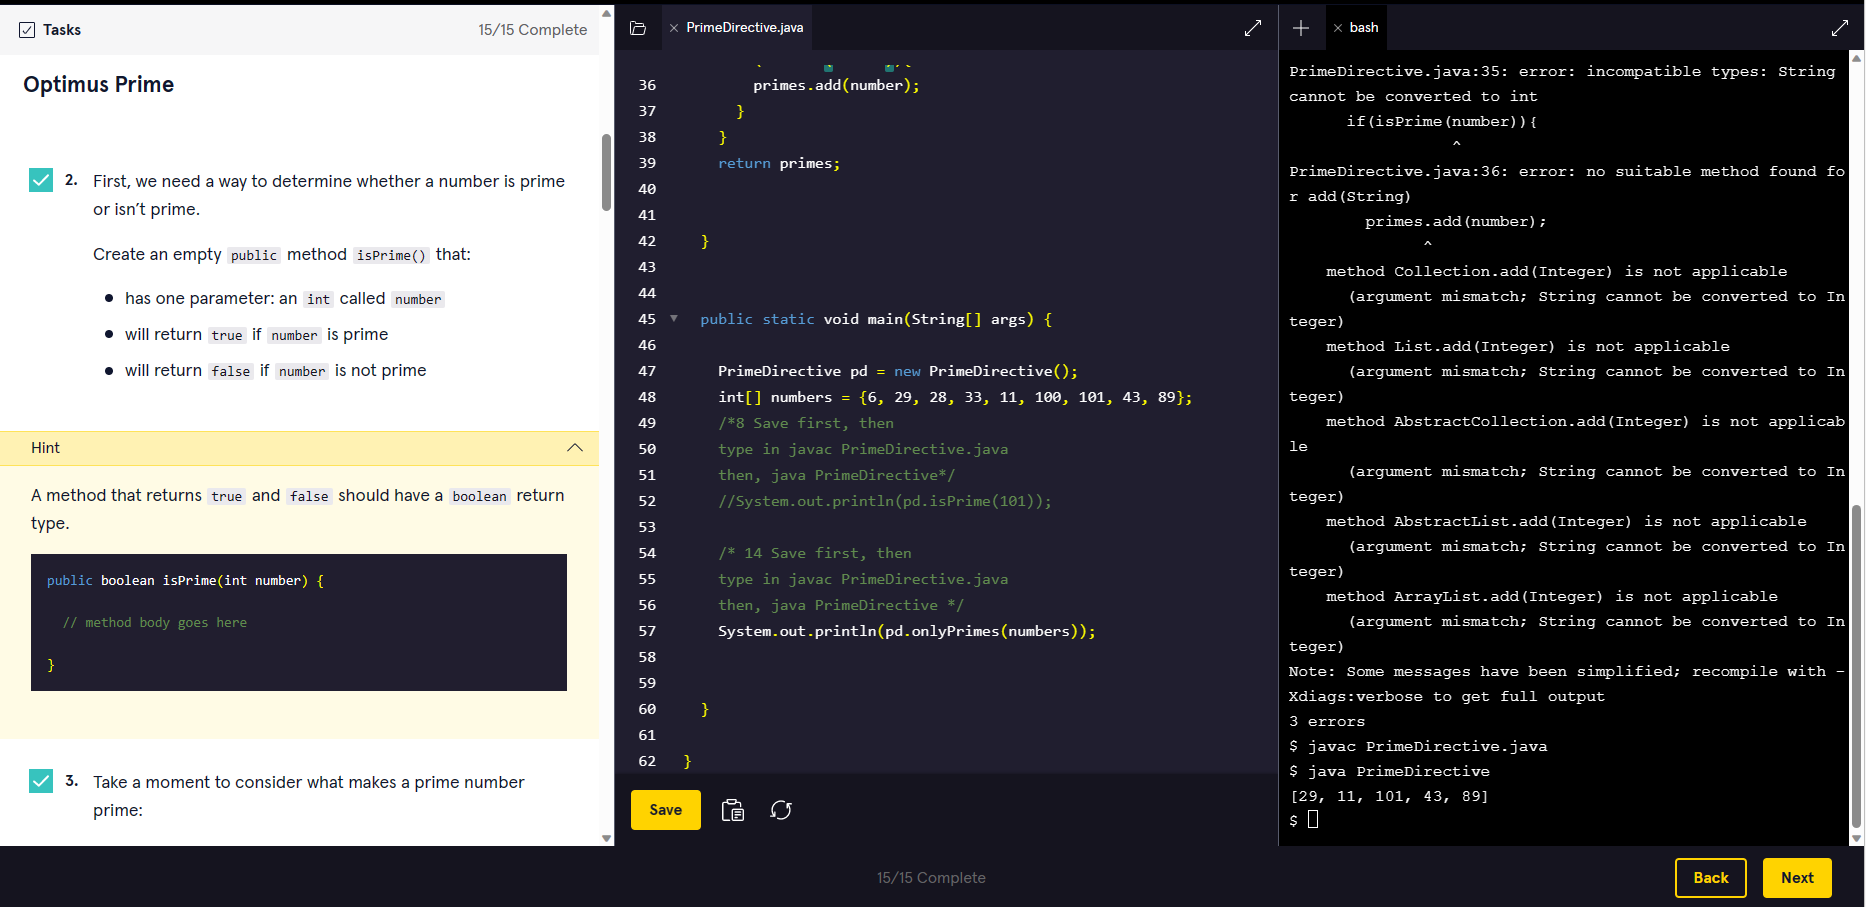 Tasks
15/15 Complete
Optimus Prime
2. First, we need a way to determine whether a number is prime
or isn’t prime.
Create an empty public method isPrime() that:
has one parameter: an int called number
will return true if number is prime
will return false if number is not prime
Hint
A method that returns true and false should have a boolean return
type.
public boolean isPrime(int number) {
// method body goes here
}
3. Take a moment to consider what makes a prime number
prime:
PrimeDirective.java
36 primes.add(number);
37 }
38 }
39 return primes;
40
41
42 }
43
44
45 public static void main(String[] args) {
46
47 PrimeDirective pd = new PrimeDirective();
48 int[] numbers = {6, 29, 28, 33, 11, 100, 101, 43, 89};
49 /*8 Save first, then
50 type in javac PrimeDirective.java
51 then, java PrimeDirective*/
52 //System.out.println(pd.isPrime(101));
53
54 /* 14 Save first, then
55 type in javac PrimeDirective.java
56 then, java PrimeDirective */
57 System.out.println(pd.onlyPrimes(numbers));
58
59
60 }
61
62 }
Save
bash
PrimeDirective.java:35: error: incompatible types: String
cannot be converted to int
if(isPrime(number)){
^
PrimeDirective.java:36: error: no suitable method found fo
r add(String)
primes.add(number);
^
method Collection.add(Integer) is not applicable
(argument mismatch; String cannot be converted to In
teger)
method List.add(Integer) is not applicable
(argument mismatch; String cannot be converted to In
teger)
method AbstractCollection.add(Integer) is not applicab
le
(argument mismatch; String cannot be converted to In
teger)
method AbstractList.add(Integer) is not applicable
(argument mismatch; String cannot be converted to In
teger)
method ArrayList.add(Integer) is not applicable
(argument mismatch; String cannot be converted to In
teger)
Note: Some messages have been simplified; recompile with -
Xdiags:verbose to get full output
3 errors
$ javac PrimeDirective.java
$ java PrimeDirective
[29, 11, 101, 43, 89]
$
15/15 Complete
Back
Next